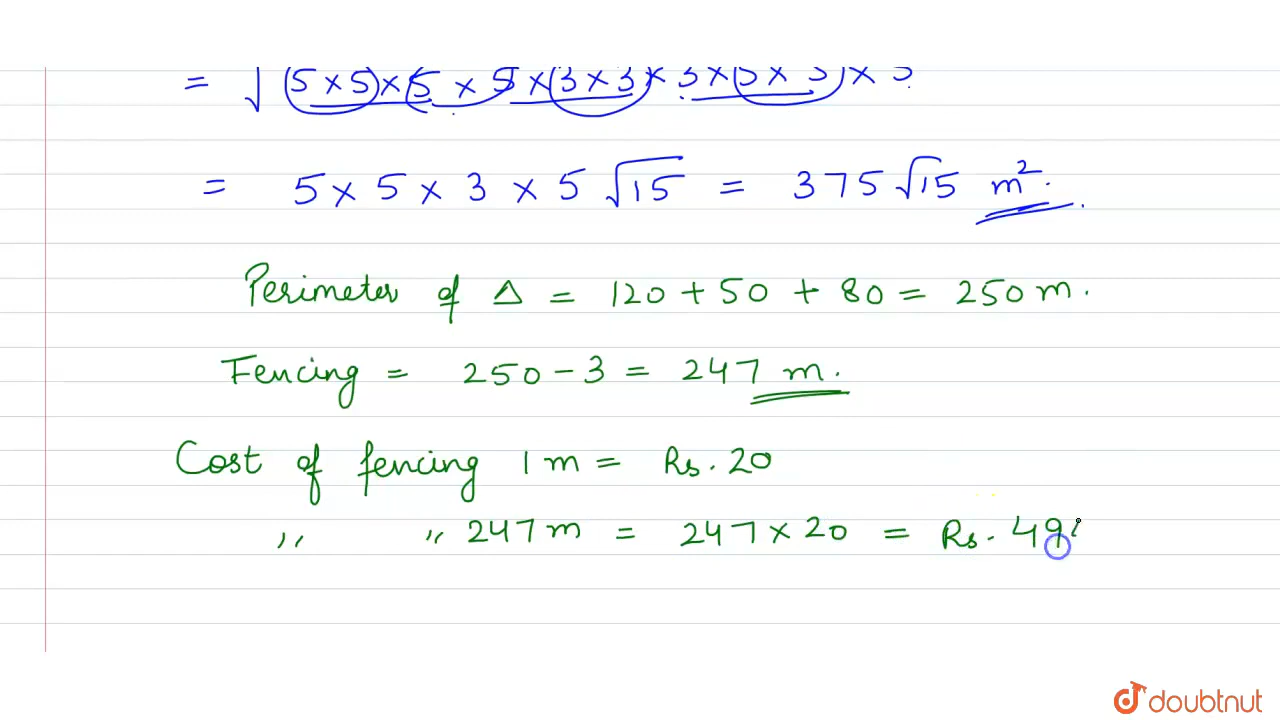 = √(5×5)×(5 × 5×(3×3)×3×(5×5)×5
= 5 × 5 × 3 × 5 √15 = 375 √15 m².
Perimeter of Δ = 120 + 50 + 80 = 250 m.
Fencing = 250 - 3 = 247 m.
Cost of fencing 1 m = Rs. 20
,, ,, 247 m = 247 × 20 = Rs. 49
doubtnut